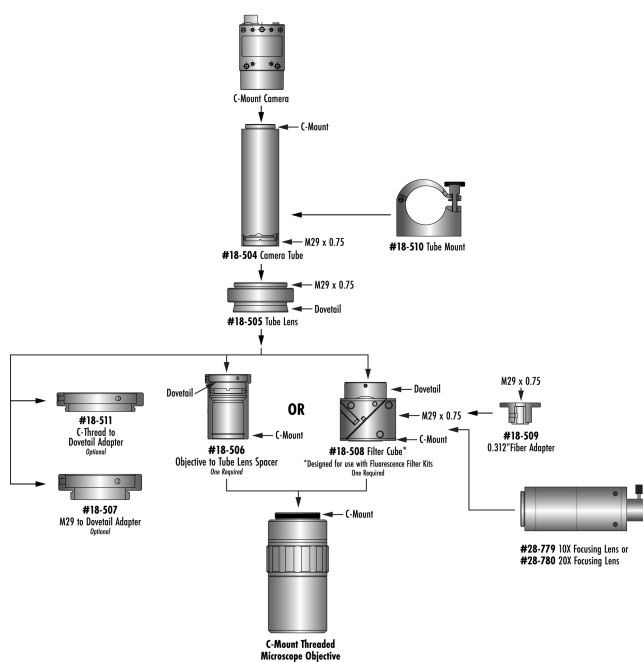 C-Mount Camera
C-Mount
M29 x 0.75
#18-504 Camera Tube
#18-510 Tube Mount
M29 x 0.75
Dovetail
#18-505 Tube Lens
#18-511
C-Thread to
Dovetail Adapter
Optional
#18-507
M29 to Dovetail Adapter
Optional
Dovetail
C-Mount
#18-506
Objective to Tube Lens Spacer
One Required
OR
Dovetail
M29 x 0.75
C-Mount
#18-508 Filter Cube*
*Designed for use with Fluorescence Filter Kits
One Required
M29 x 0.75
#18-509
0.312"Fiber Adapter
#28-779 10X Focusing Lens or
#28-780 20X Focusing Lens
C-Mount
C-Mount Threaded
Microscope Objective